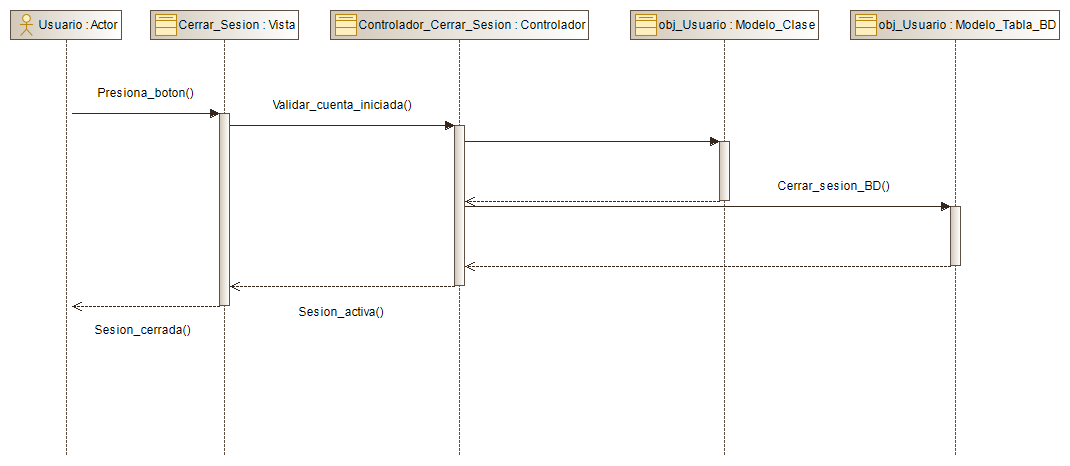 Usuario : Actor
Cerrar_Sesion : Vista
Controlador_Cerrar_Sesion : Controlador
obj_Usuario : Modelo_Clase
obj_Usuario : Modelo_Tabla_BD
Presiona_boton()
Validar_cuenta_iniciada()
Cerrar_sesion_BD()
Sesion_activa()
Sesion_cerrada()